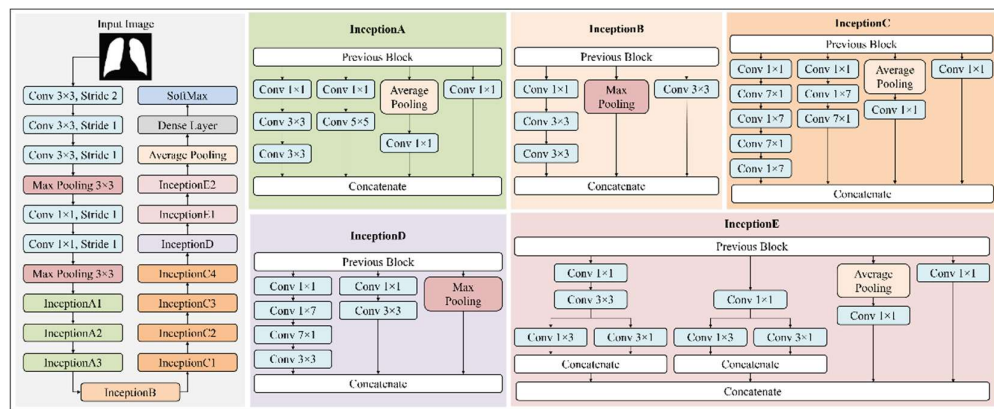 Input Image
Conv 3×3, Stride 2
Conv 3×3, Stride 1
Conv 3×3, Stride 1
Max Pooling 3×3
Conv 1×1, Stride 1
Conv 1×1, Stride 1
Max Pooling 3×3
InceptionA1
InceptionA2
InceptionA3
InceptionB
SoftMax
Dense Layer
Average Pooling
InceptionE2
InceptionE1
InceptionD
InceptionC4
InceptionC3
InceptionC2
InceptionC1
InceptionA
Previous Block
Conv 1×1
Conv 3×3
Conv 3×3
Conv 1×1
Conv 5×5
Average
Pooling
Conv 1×1
Conv 1×1
Concatenate
InceptionB
Previous Block
Conv 1×1
Conv 3×3
Conv 3×3
Max
Pooling
Conv 3×3
Concatenate
InceptionC
Previous Block
Conv 1×1
Conv 7×1
Conv 1×7
Conv 7×1
Conv 1×7
Conv 1×1
Conv 1×7
Conv 7×1
Average
Pooling
Conv 1×1
Conv 1×1
Concatenate
InceptionD
Previous Block
Conv 1×1
Conv 1×7
Conv 7×1
Conv 3×3
Conv 1×1
Conv 3×3
Max
Pooling
Concatenate
InceptionE
Previous Block
Conv 1×1
Conv 3×3
Conv 1×3
Conv 3×1
Concatenate
Conv 1×1
Conv 1×3
Conv 3×1
Concatenate
Average
Pooling
Conv 1×1
Conv 1×1
Concatenate